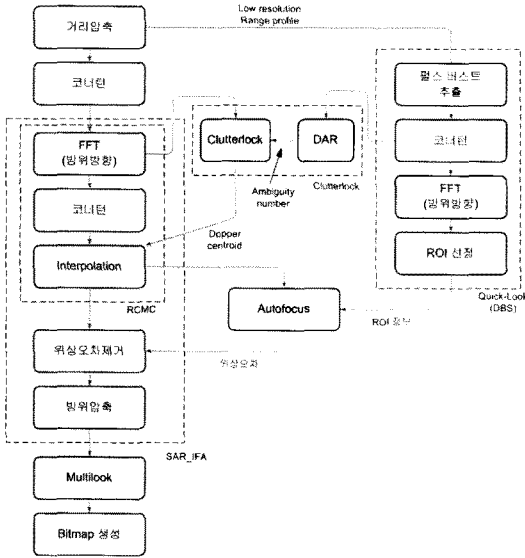 Low resolution
Range profile
거리압축
코너턴
FFT
(방위방향)
코너턴
Interpolation
RCMC
위상오차제거
방위압축
SAR_IFA
Multilook
Bitmap 생성
Clutterlock
DAR
Ambiguity
number
Clutterlock
Dopper
centroid
Autofocus
위상오차
ROI 정보
펄스 버스트
추출
코너턴
FFT
(방위방향)
ROI 선정
Quick-Look
(DBS)